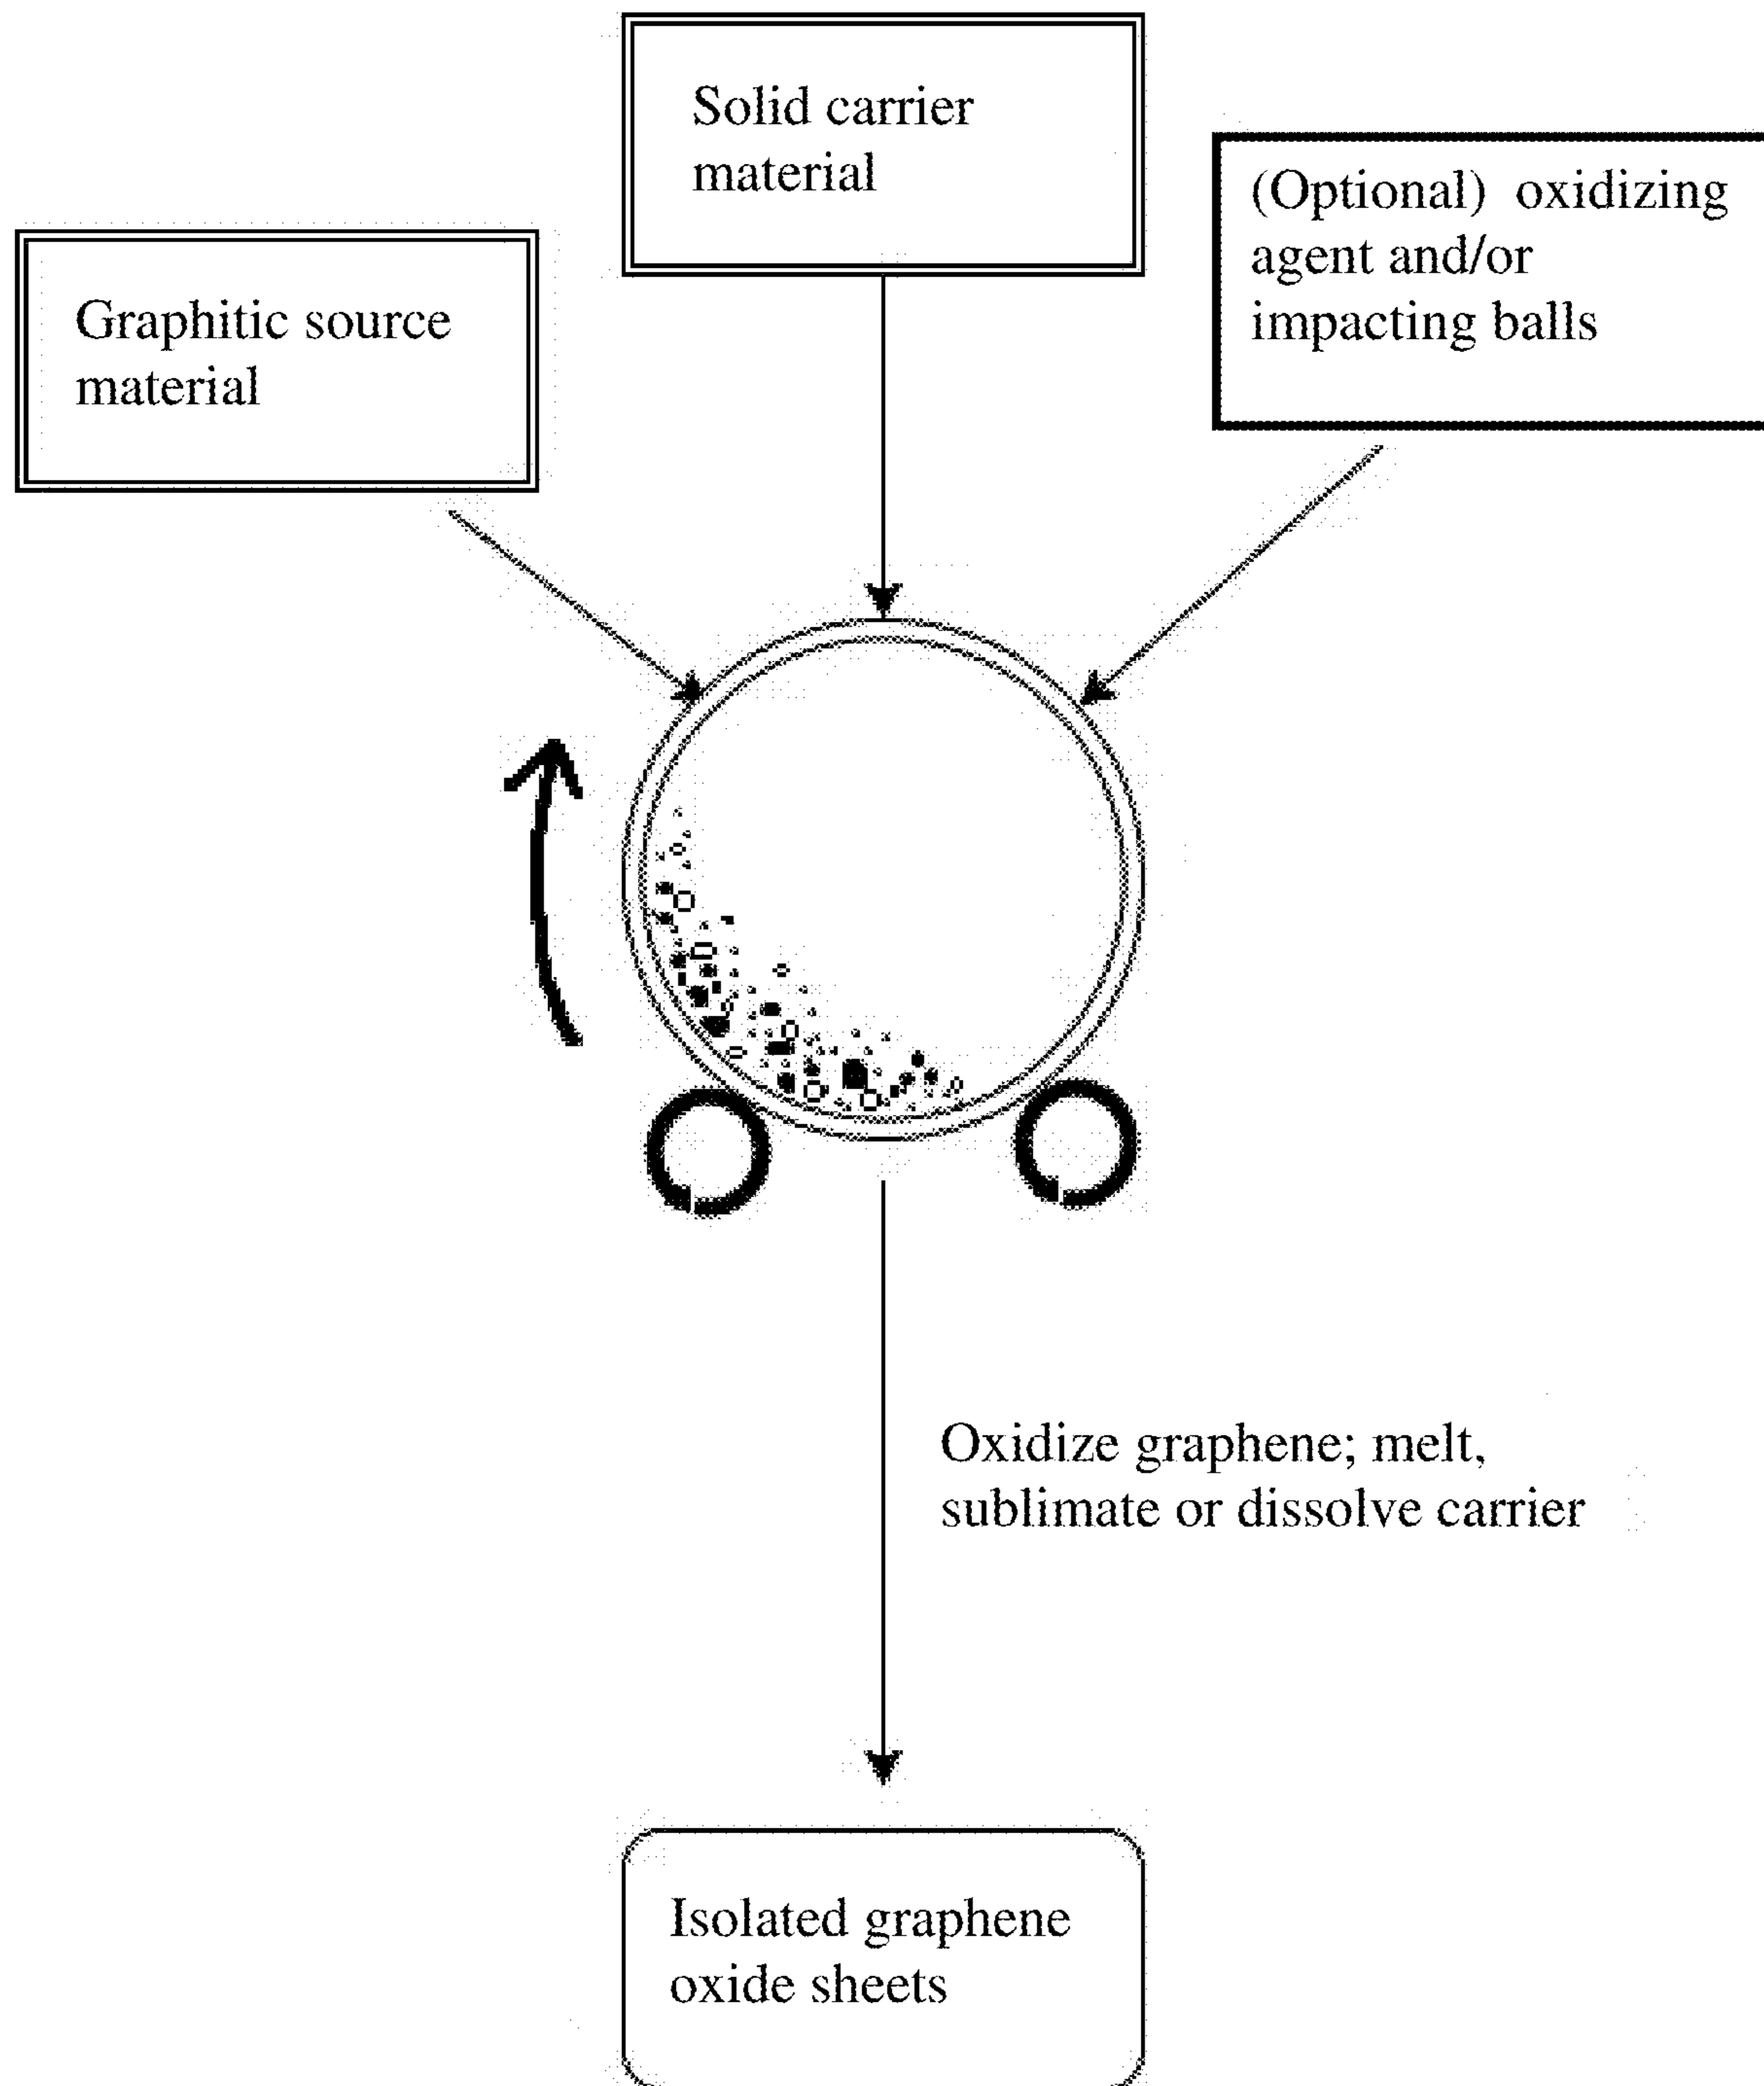 Solid carrier
material
(Optional) oxidizing
agent and/or
impacting balls
Graphitic source
material
Oxidize graphene; melt,
sublimate or dissolve carrier
Isolated graphene
oxide sheets